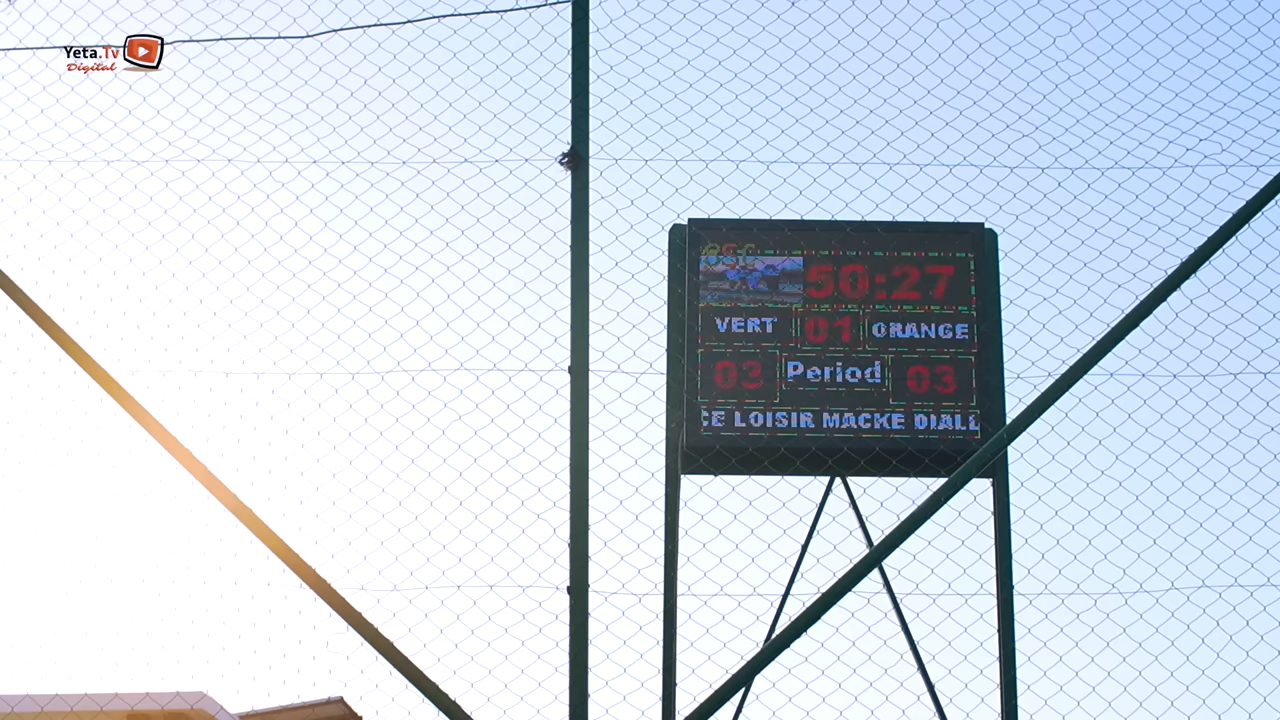 Yeta.Tv
Digital
50:27
VERT 01 ORANGE
03 Period 03
CE LOISIR MACKE DIALL